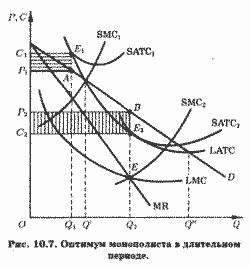 P, C
SMC₁
C₁
E₁
SATC₁
P₁
A
SMC₂
P₂
B
C₂
E₂
SATC₂
LATC
E
D
LMC
MR
O
Q₁
Q'
Q₂
Q"
Q
Рис. 10.7. Оптимум монополиста в длительном
периоде.